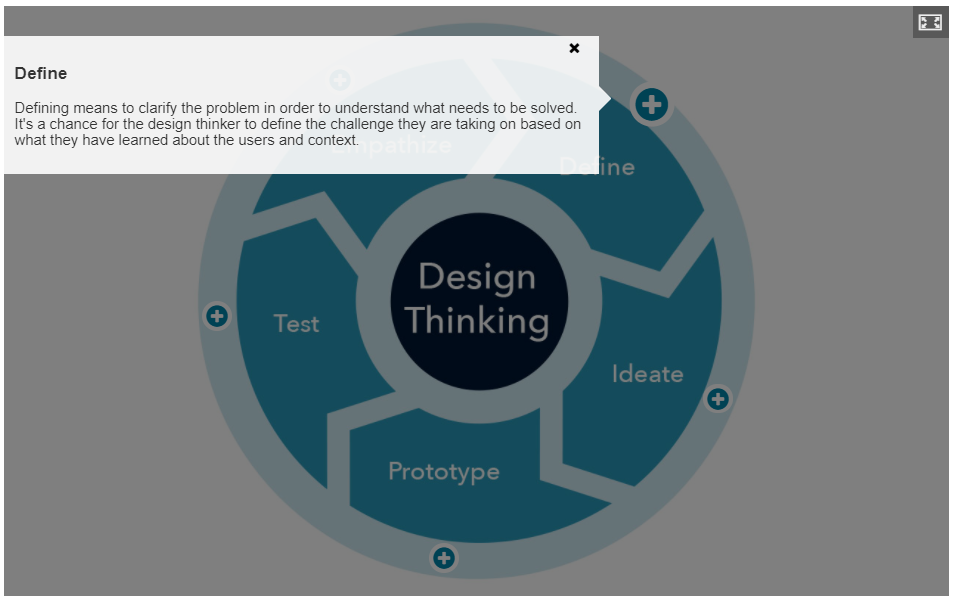 Define
Defining means to clarify the problem in order to understand what needs to be solved.
It's a chance for the design thinker to define the challenge they are taking on based on
what they have learned about the users and context.
Empathize
Define
Design
Thinking
Test
Ideate
Prototype